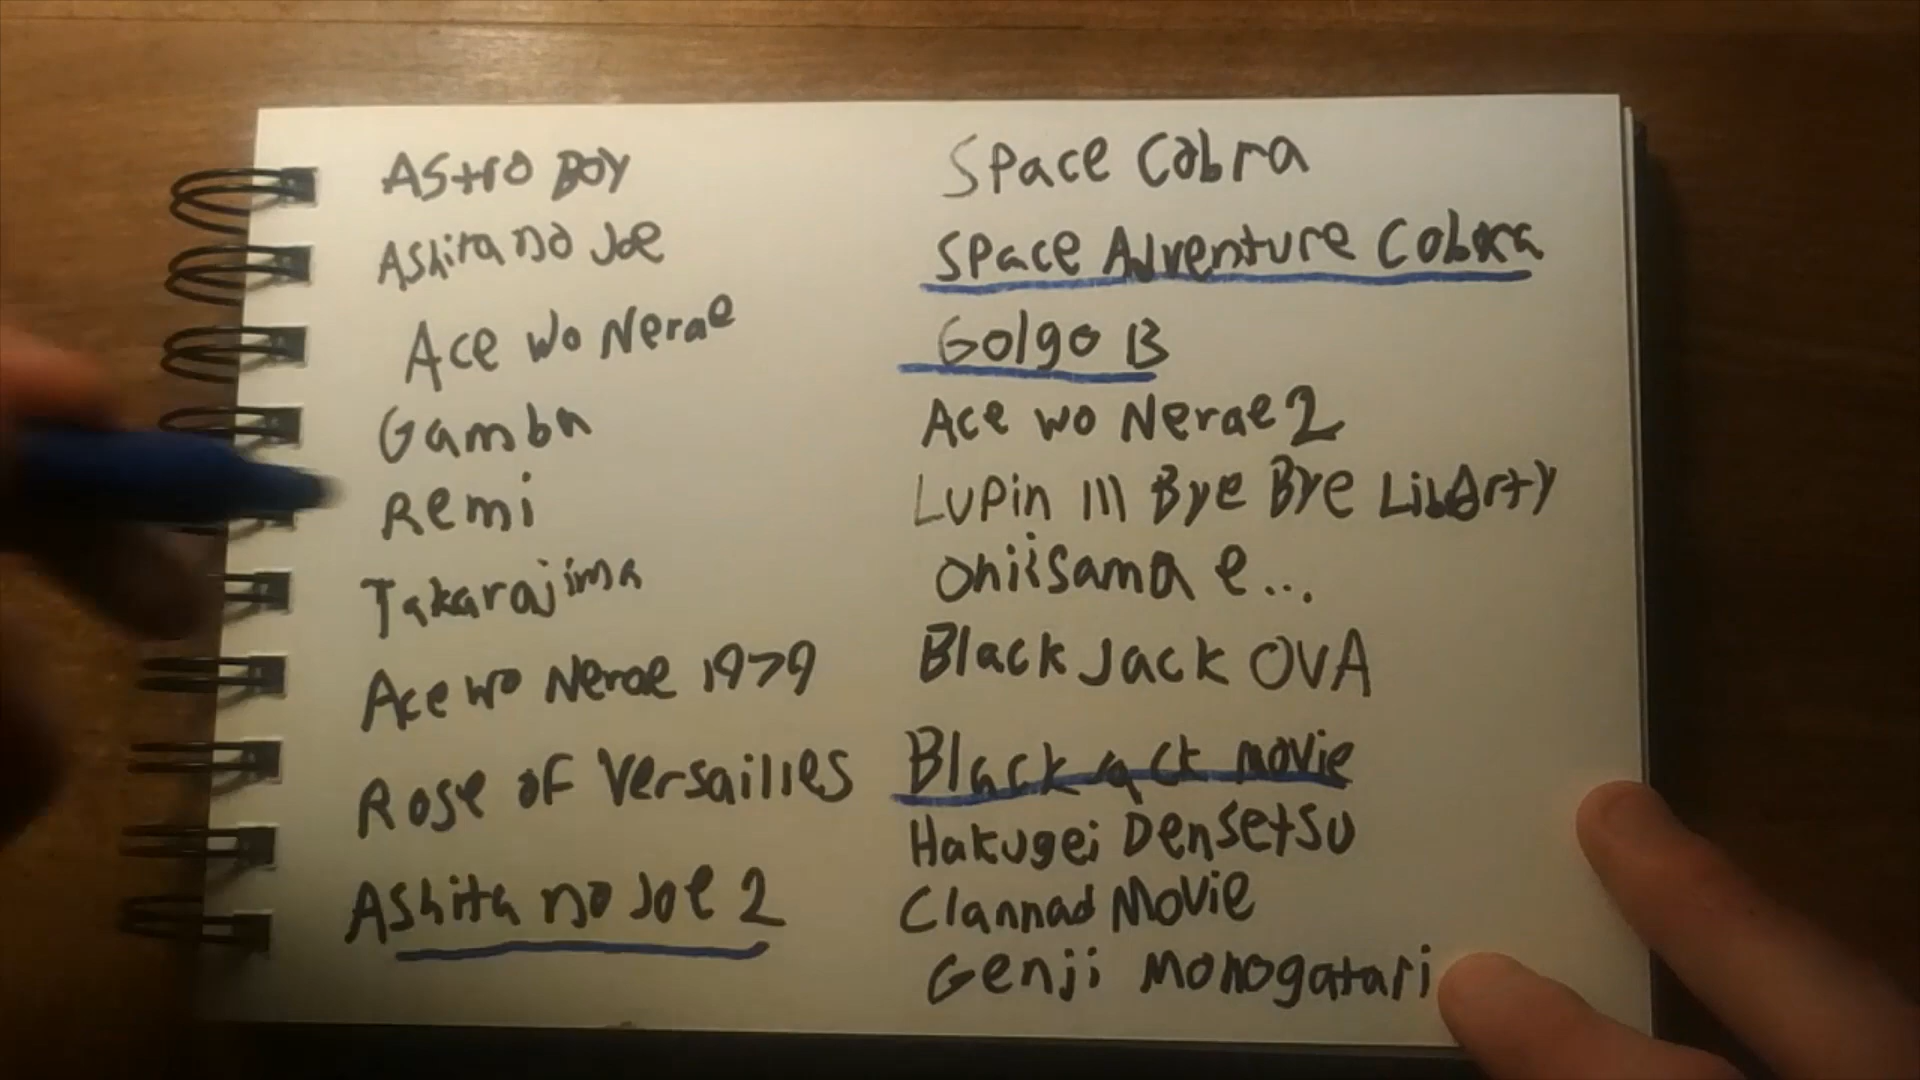 Astro Boy
Ashita no Joe
Ace wo Nerae
Gamba
Remi
Takarajima
Ace wo Nerae 1979
Rose of Versailles
Ashita no Joe 2
Space Cobra
Space Adventure Cobra
Golgo 13
Ace wo Nerae 2
Lupin III Bye Bye Liberty
Oniisama e...
Black Jack OVA
Black Jack movie
Hakugei Densetsu
Clannad Movie
Genji Monogatari